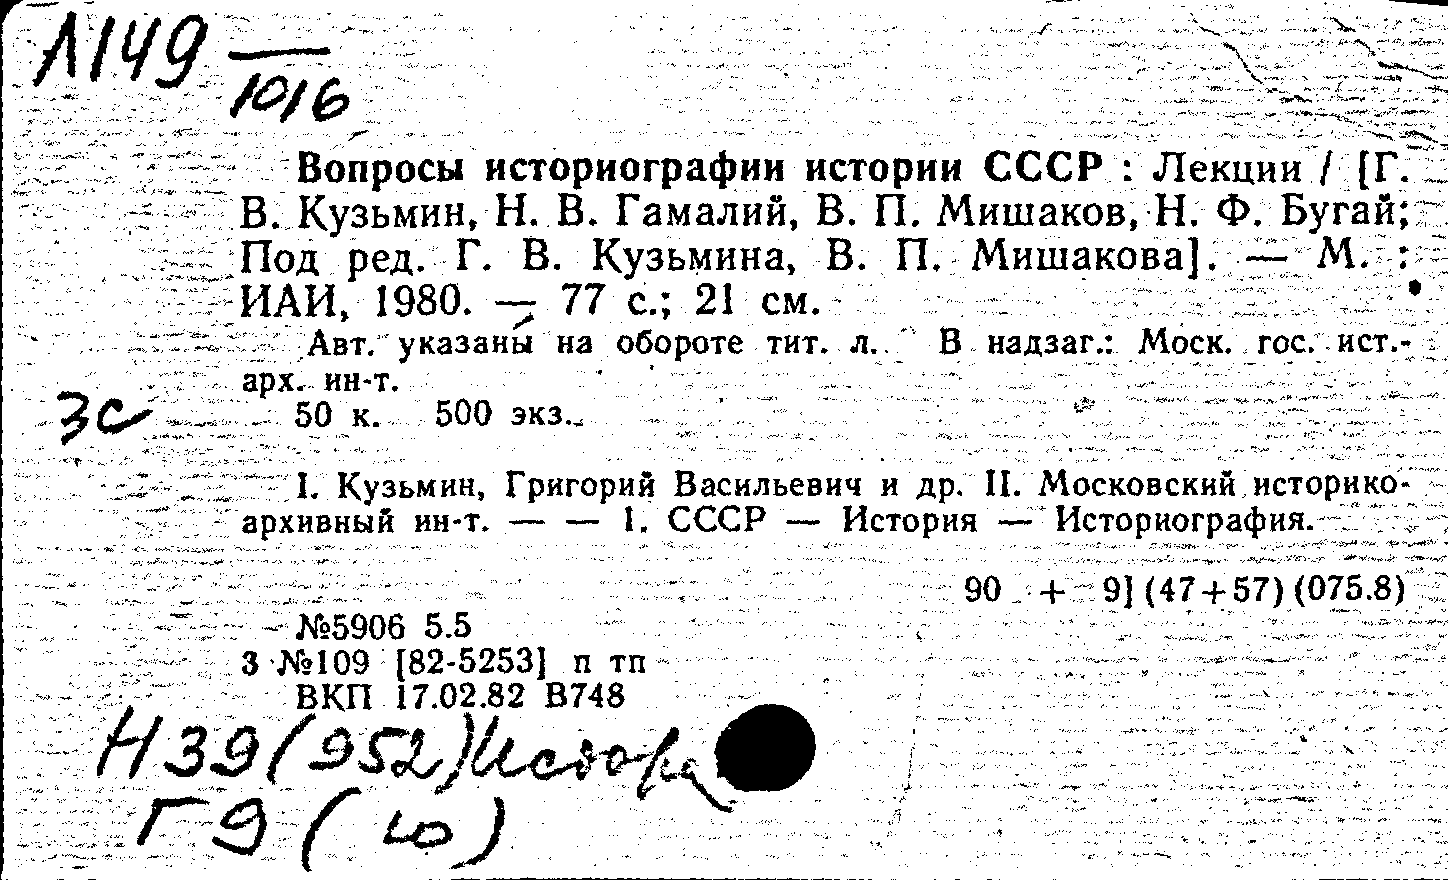 Л149
1016
Вопросы историографии истории СССР : Лекции / [Г.
В. Кузьмин, Н. В. Гамалий, В. П. Мишаков, Н. Ф. Бугай;
Под ред. Г. В. Кузьмина, В. П. Мишакова]. — М. :
ИАИ, 1980. — 77 с.; 21 см.
Авт. указаны на обороте тит. л. В надзаг.: Моск. гос. ист.-
арх. ин-т.
ЗС
50 к. 500 экз.
I. Кузьмин, Григорий Васильевич и др. II. Московский историко-
архивный ин-т. — — 1. СССР — История — Историография.
90 + 9] (47+57) (075.8)
№5906 5.5
3 №109 [82-5253] п тп
ВКП 17.02.82 В748
Н39(952)
Г9(ю)